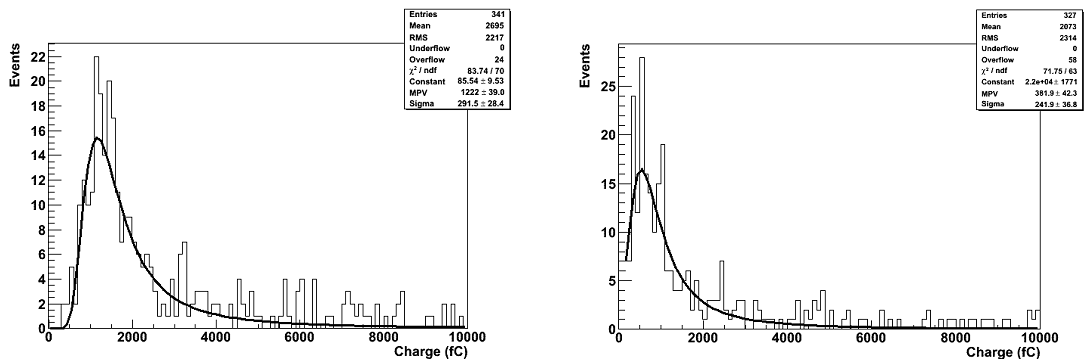 Entries 341
Mean 2695
RMS 2217
Underflow 0
Overflow 24
χ² / ndf 83.74 / 70
Constant 85.54 ± 9.53
MPV 1222 ± 39.0
Sigma 291.5 ± 28.4
Events
22
20
18
16
14
12
10
8
6
4
2
0
0 2000 4000 6000 8000 10000
Charge (fC)
Entries 327
Mean 2073
RMS 2314
Underflow 0
Overflow 58
χ² / ndf 71.75 / 63
Constant 2.2e+04 ± 1771
MPV 381.9 ± 42.3
Sigma 241.9 ± 36.8
Events
25
20
15
10
5
0
0 2000 4000 6000 8000 10000
Charge (fC)